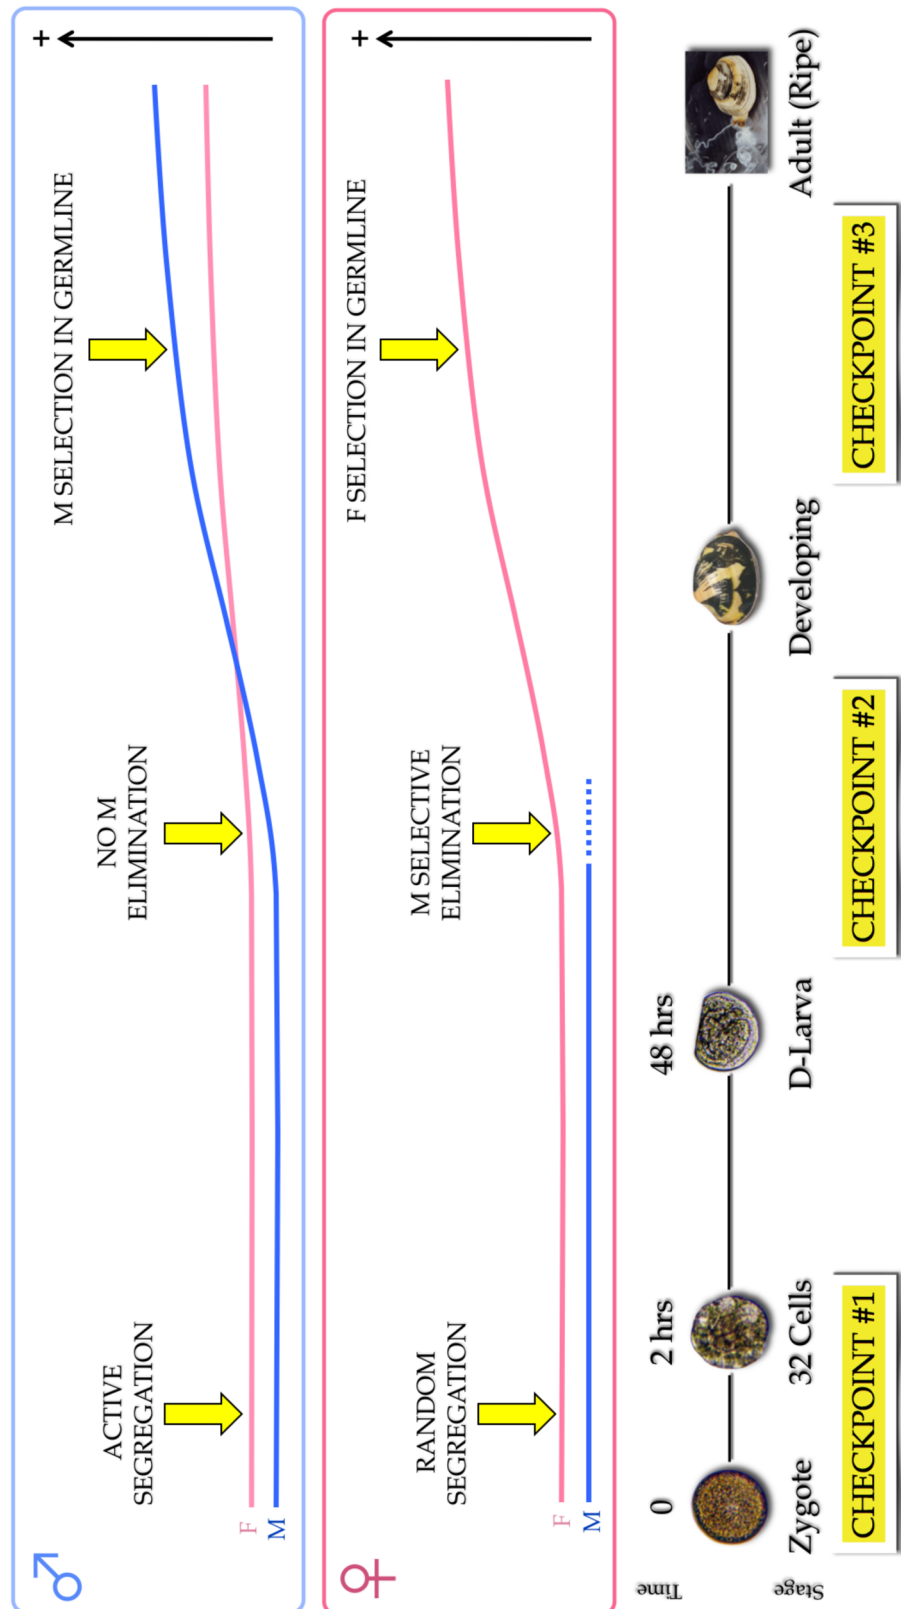 ACTIVE
SEGREGATION
NO M
ELIMINATION
M SELECTION IN GERMLINE
+
F
M
RANDOM
SEGREGATION
M SELECTIVE
ELIMINATION
F SELECTION IN GERMLINE
+
F
M
Time
0
2 hrs
48 hrs
Stage
Zygote
32 Cells
D-Larva
Developing
Adult (Ripe)
CHECKPOINT #1
CHECKPOINT #2
CHECKPOINT #3